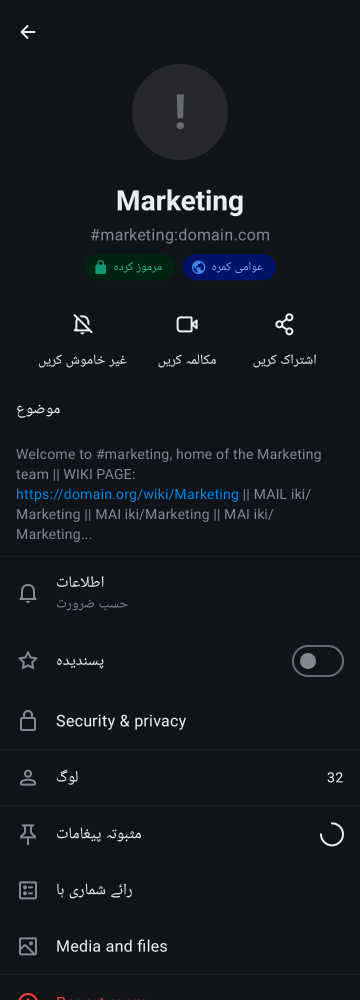 !
Marketing
#marketing:domain.com
مرموز کردہ
عوامی کمرہ
غیر خاموش کریں
مکالمہ کریں
اشتراک کریں
موضوع
Welcome to #marketing, home of the Marketing
team || WIKI PAGE:
https://domain.org/wiki/Marketing || MAIL iki/
Marketing || MAI iki/Marketing || MAI iki/
Marketing...
اطلاعات
حسب ضرورت
پسندیدہ
Security & privacy
لوگ
32
مثبوتہ پیغامات
رائے شماری ہا
Media and files